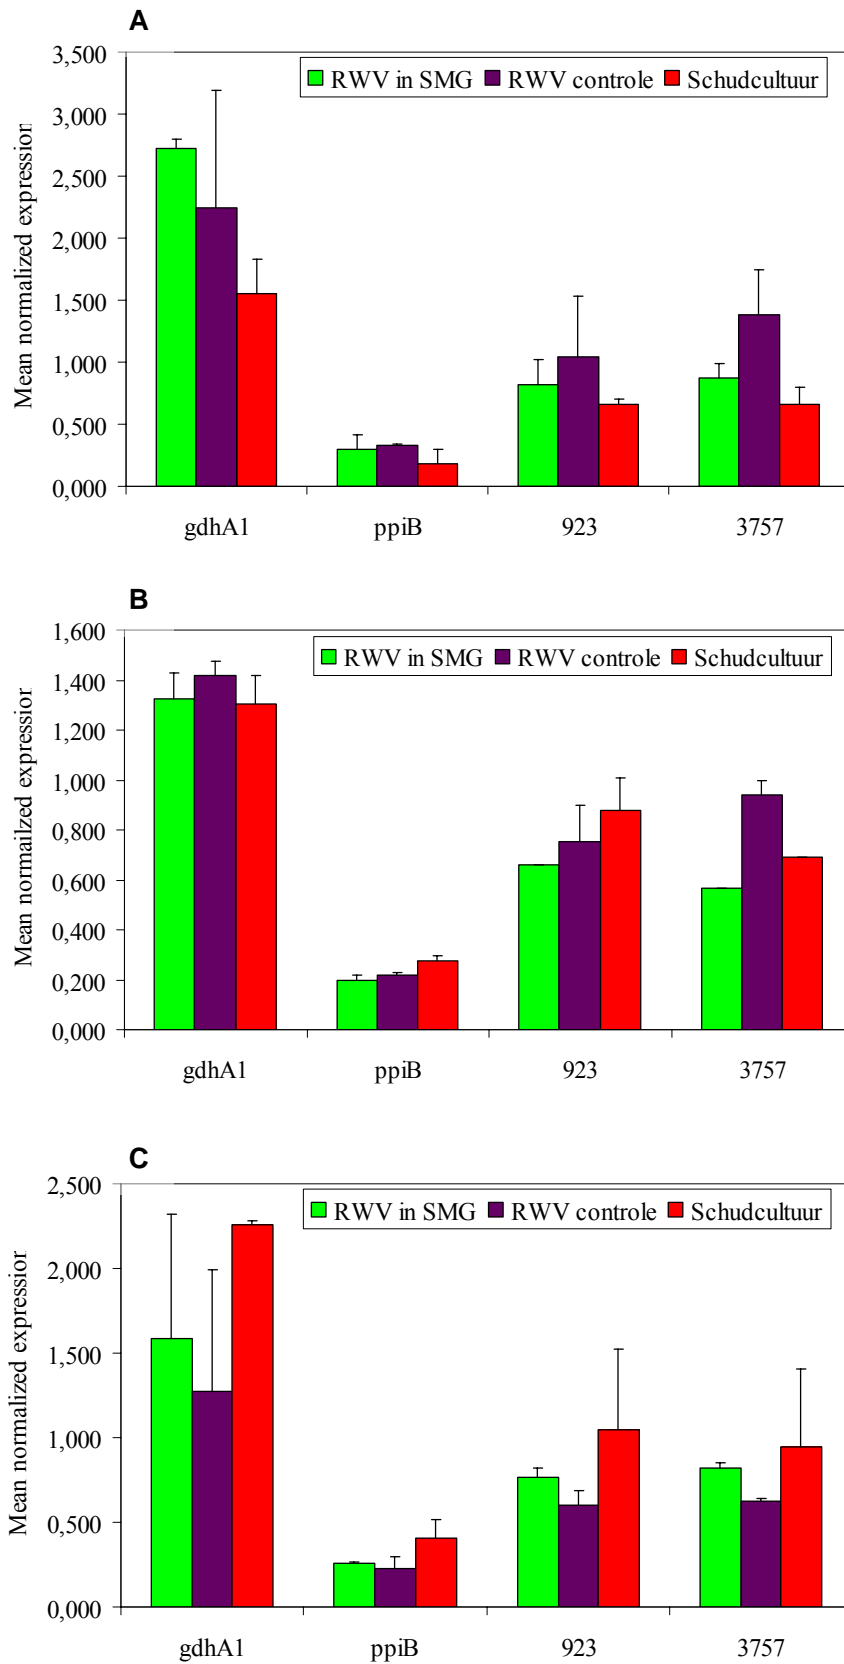 A
Mean normalized expression
3,500
3,000
2,500
2,000
1,500
1,000
0,500
0,000
RWV in SMG RWV controle Schudcultuur
gdhA1 ppiB 923 3757
B
Mean normailzed expressior
1,600
1,400
1,200
1,000
0,800
0,600
0,400
0,200
0,000
RWV in SMG RWV controle Schudcultuur
gdhA1 ppiB 923 3757
C
Mean normalized expressior
2,500
2,000
1,500
1,000
0,500
0,000
RWV in SMG RWV controle Schudcultuur
gdhA1 ppiB 923 3757